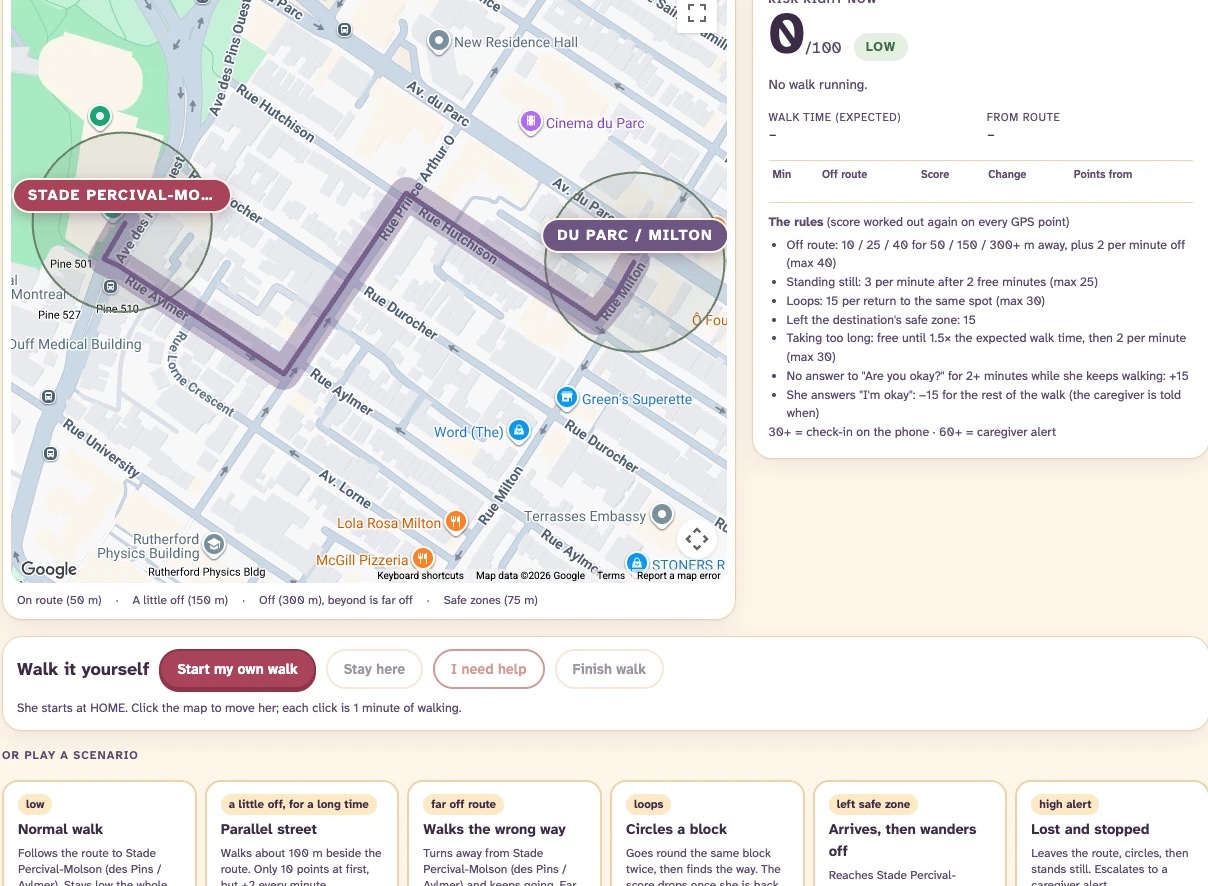 New Residence Hall
Ave des Pins Ouest
Rue Hutchison
Av. du Parc
Cinema du Parc
Rue Prince Arthur O
STADE PERCIVAL-MO…
Av. du Parc
DU PARC / MILTON
ocher
Ave des
uest
Rue Hutchison
Rue Milton
Pine 501
al
Montreal
Pine 510
Pine 527
Rue Aylmer
Rue Durocher
Ô Fou
Duff Medical Building
Rue Lorne Crescent
Rue Aylmer
Green's Superette
Word (The)
Rue Durocher
Rue University
Av. Lorne
Rue Milton
Lola Rosa Milton
Terrasses Embassy
Rutherford
Physics Building
McGill Pizzeria
Rue Aylmer
STONERS R
Google
Rutherford Physics Bldg
Keyboard shortcuts
Map data ©2026 Google
Terms
Report a map error
On route (50 m) · A little off (150 m) · Off (300 m), beyond is far off · Safe zones (75 m)
RISK RIGHT NOW
0/100 LOW
No walk running.
WALK TIME (EXPECTED) FROM ROUTE
– –
Min Off route Score Change Points from
The rules (score worked out again on every GPS point)
• Off route: 10 / 25 / 40 for 50 / 150 / 300+ m away, plus 2 per minute off
(max 40)
• Standing still: 3 per minute after 2 free minutes (max 25)
• Loops: 15 per return to the same spot (max 30)
• Left the destination's safe zone: 15
• Taking too long: free until 1.5× the expected walk time, then 2 per minute
(max 30)
• No answer to "Are you okay?" for 2+ minutes while she keeps walking: +15
• She answers "I'm okay": −15 for the rest of the walk (the caregiver is told
when)
30+ = check-in on the phone · 60+ = caregiver alert
Walk it yourself Start my own walk Stay here I need help Finish walk
She starts at HOME. Click the map to move her; each click is 1 minute of walking.
OR PLAY A SCENARIO
low
Normal walk
Follows the route to Stade
Percival-Molson (des Pins /
Aylmer). Stays low the whole
a little off, for a long time
Parallel street
Walks about 100 m beside the
route. Only 10 points at first,
but +2 every minute
far off route
Walks the wrong way
Turns away from Stade
Percival-Molson (des Pins /
Aylmer) and keeps going. Far
loops
Circles a block
Goes round the same block
twice, then finds the way. The
score drops once she is back
left safe zone
Arrives, then wanders
off
Reaches Stade Percival-
high alert
Lost and stopped
Leaves the route, circles, then
stands still. Escalates to a
caregiver alert